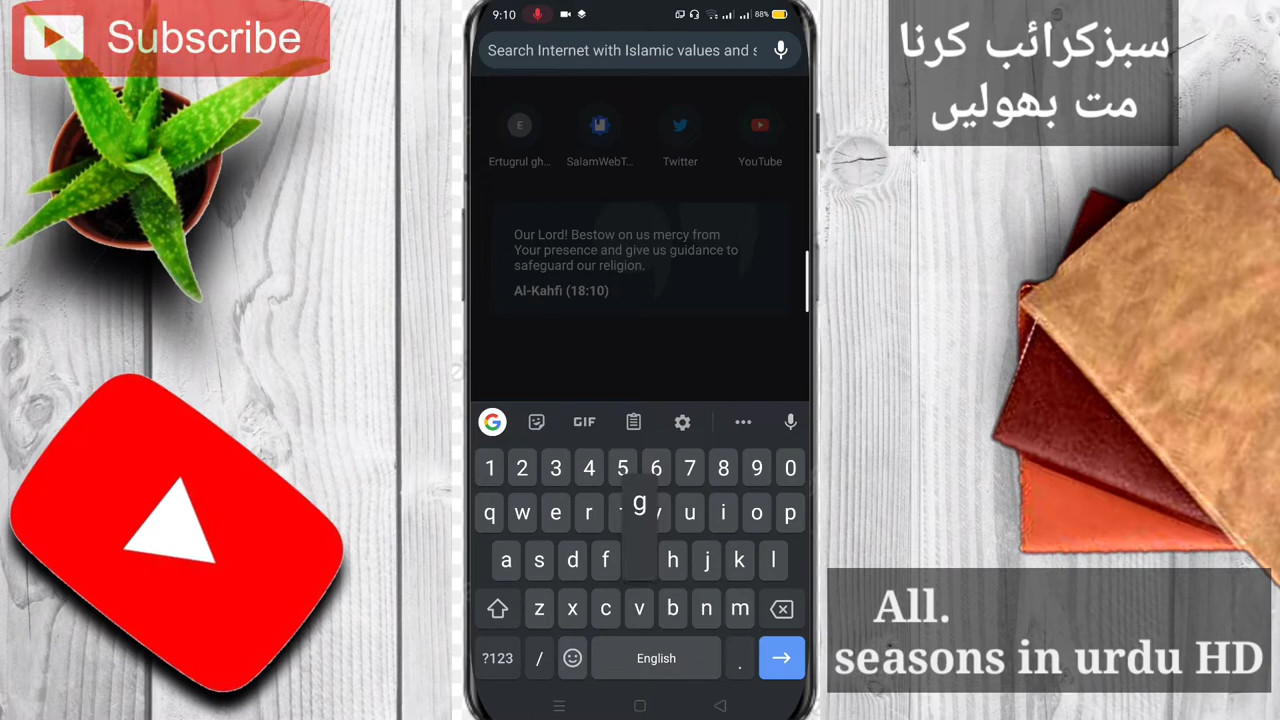 Subscribe
9:10
88%
Search Internet with Islamic values and s
E
Ertugrul gh...
SalamWebT...
Twitter
YouTube
Our Lord! Bestow on us mercy from
Your presence and give us guidance to
safeguard our religion.
Al-Kahfi (18:10)
GIF
1 2 3 4 5 6 7 8 9 0
q w e r u i o p
g
a s d f h j k l
z x c v b n m
?123 / English .
سبزکرائب کرنا
مت بھولیں
All.
seasons in urdu HD